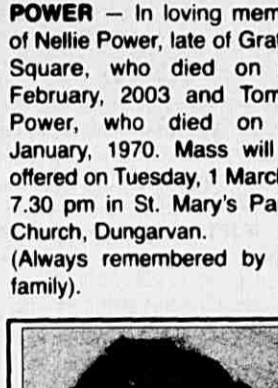 POWER — In loving mem
of Nellie Power, late of Grat
Square, who died on
February, 2003 and Tom
Power, who died on
January, 1970. Mass will
offered on Tuesday, 1 March
7.30 pm in St. Mary's Pa
Church, Dungarvan.
(Always remembered by
family).